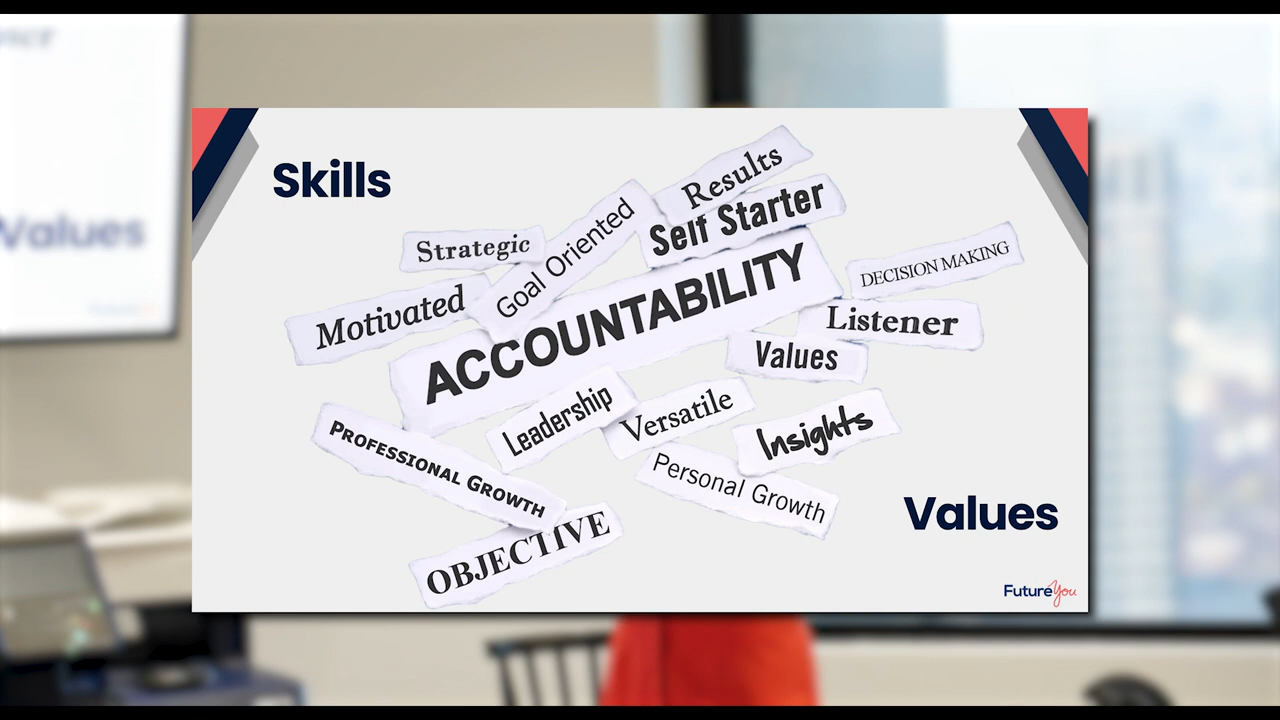 Values
Skills
Results
Self Starter
Goal Oriented
Strategic
DECISION MAKING
Motivated
ACCOUNTABILITY
Listener
Values
Leadership
Versatile
Insights
PROFESSIONAL GROWTH
Personal Growth
OBJECTIVE
Values
FutureYou